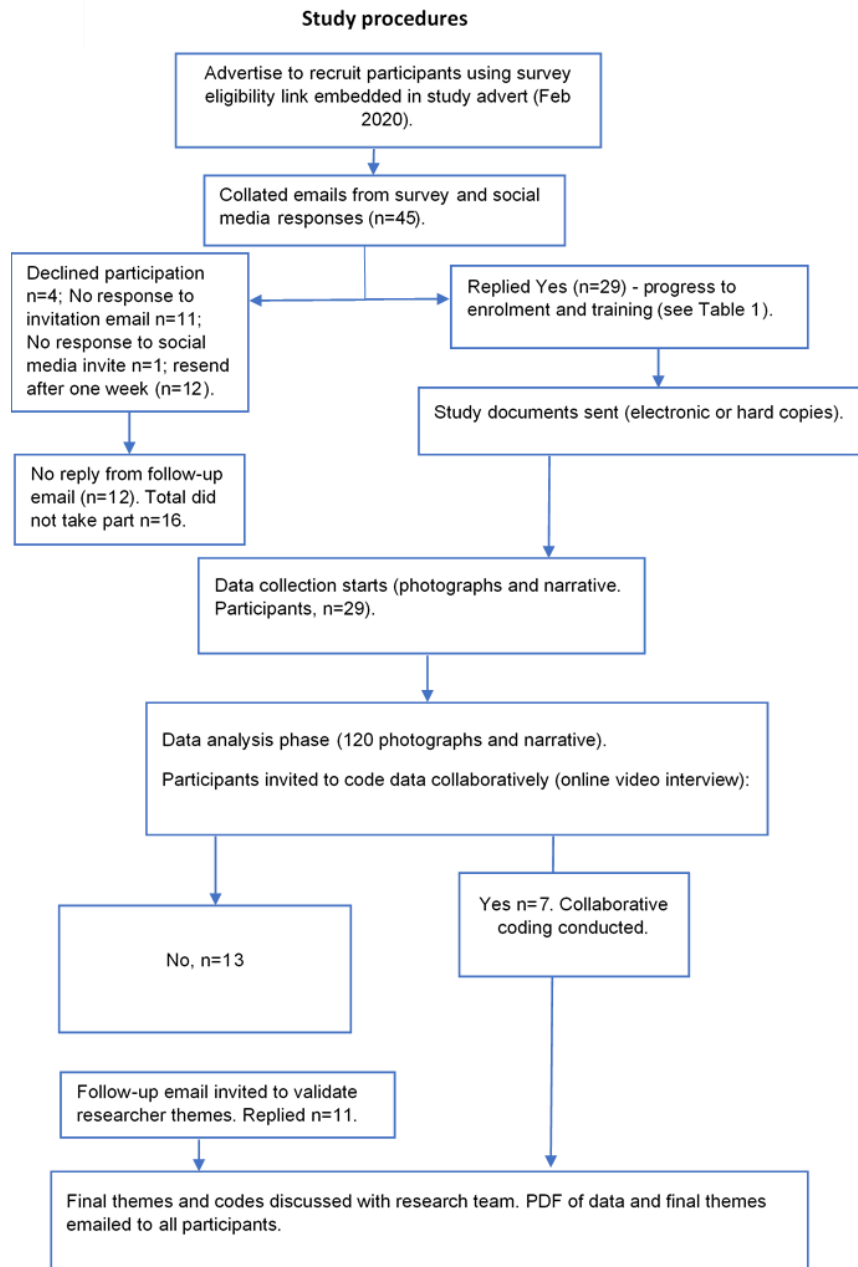 Study procedures
Advertise to recruit participants using survey
eligibility link embedded in study advert (Feb
2020).
Collated emails from survey and social
media responses (n=45).
Declined participation
n=4; No response to
invitation email n=11;
No response to social
media invite n=1; resend
after one week (n=12).
Replied Yes (n=29) - progress to
enrolment and training (see Table 1).
Study documents sent (electronic or hard copies).
No reply from follow-up
email (n=12). Total did
not take part n=16.
Data collection starts (photographs and narrative.
Participants, n=29).
Data analysis phase (120 photographs and narrative).
Participants invited to code data collaboratively (online video interview):
No, n=13
Yes n=7. Collaborative
coding conducted.
Follow-up email invited to validate
researcher themes. Replied n=11.
Final themes and codes discussed with research team. PDF of data and final themes
emailed to all participants.